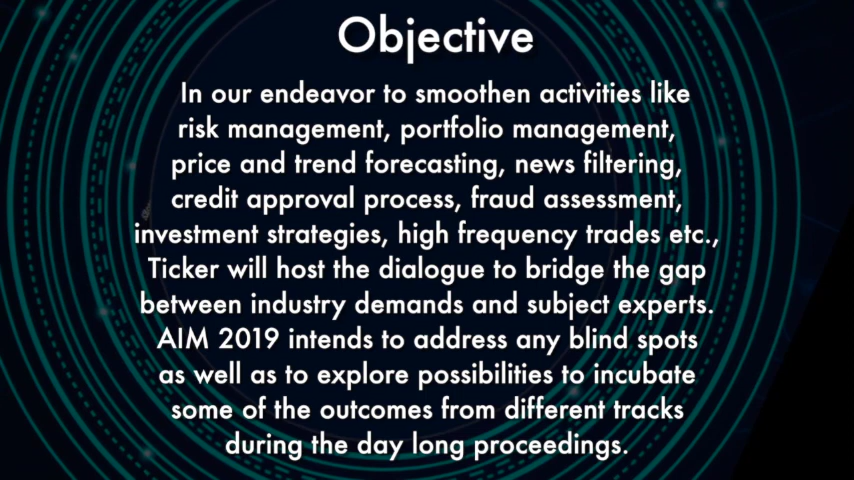 Objective
In our endeavor to smoothen activities like
risk management, portfolio management,
price and trend forecasting, news filtering,
credit approval process, fraud assessment,
investment strategies, high frequency trades etc.,
Ticker will host the dialogue to bridge the gap
between industry demands and subject experts.
AIM 2019 intends to address any blind spots
as well as to explore possibilities to incubate
some of the outcomes from different tracks
during the day long proceedings.